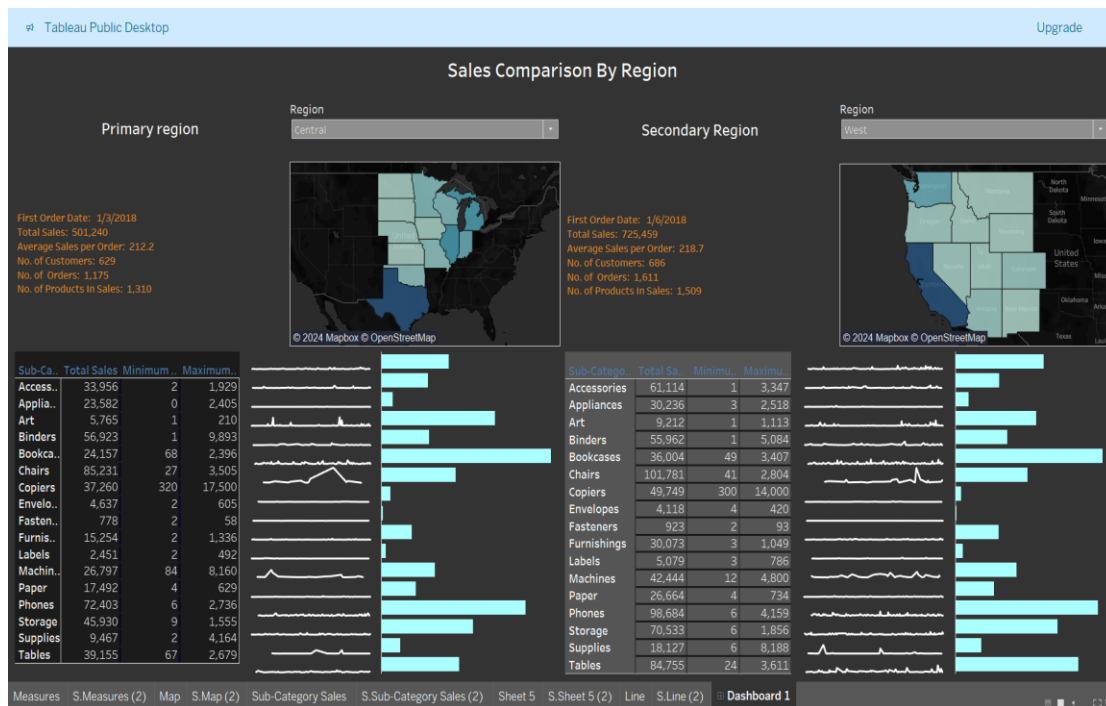 Tableau Public Desktop
Upgrade
Sales Comparison By Region
Primary region
Region
Central
Secondary Region
Region
West
First Order Date: 1/3/2018
Total Sales: 501,240
Average Sales per Order: 212.2
No. of Customers: 629
No. of Orders: 1,175
No. of Products In Sales: 1,310
© 2024 Mapbox © OpenStreetMap
First Order Date: 1/6/2018
Total Sales: 725,459
Average Sales per Order: 218.7
No. of Customers: 686
No. of Orders: 1,611
No. of Products In Sales: 1,509
North Dakota
Minnesot
South Dakota
Iow
United States
Oklahoma
Arka
Texas
Loui
© 2024 Mapbox © OpenStreetMap
Sub-Ca.. Total Sales Minimum .. Maximum..
Access.. 33,956 2 1,929
Applia.. 23,582 0 2,405
Art 5,765 1 210
Binders 56,923 1 9,893
Bookca.. 24,157 68 2,396
Chairs 85,231 27 3,505
Copiers 37,260 320 17,500
Envelo.. 4,637 2 605
Fasten.. 778 2 58
Furnis.. 15,254 2 1,336
Labels 2,451 2 492
Machin.. 26,797 84 8,160
Paper 17,492 4 629
Phones 72,403 6 2,736
Storage 45,930 9 1,555
Supplies 9,467 2 4,164
Tables 39,155 67 2,679
Sub-Catego.. Total Sa.. Minimu.. Maximu..
Accessories 61,114 1 3,347
Appliances 30,236 3 2,518
Art 9,212 1 1,113
Binders 55,962 1 5,084
Bookcases 36,004 49 3,407
Chairs 101,781 41 2,804
Copiers 49,749 300 14,000
Envelopes 4,118 4 420
Fasteners 923 2 93
Furnishings 30,073 3 1,049
Labels 5,079 3 786
Machines 42,444 12 4,800
Paper 26,664 4 734
Phones 98,684 6 4,159
Storage 70,533 6 1,856
Supplies 18,127 6 8,188
Tables 84,755 24 3,611
Measures S.Measures (2) Map S.Map (2) Sub-Category Sales S.Sub-Category Sales (2) Sheet 5 S.Sheet 5 (2) Line S.Line (2) Dashboard 1